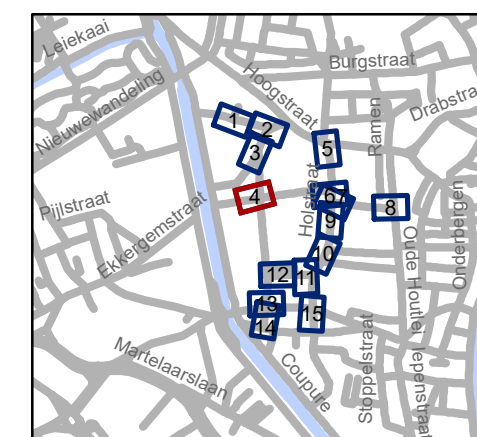 Leiekaai
Burgstraat
Hoogstraat
Nieuwewandeling
Ramen
Drabstra
1
2
3
5
4
6
7
Holstraat
8
9
Pijlstraat
Ekkergemstraat
Onderbergen
Oude Houtlei
10
12
11
13
14
15
Iepenstraa
Stoppelstraat
Coupure
Martelaarslaan